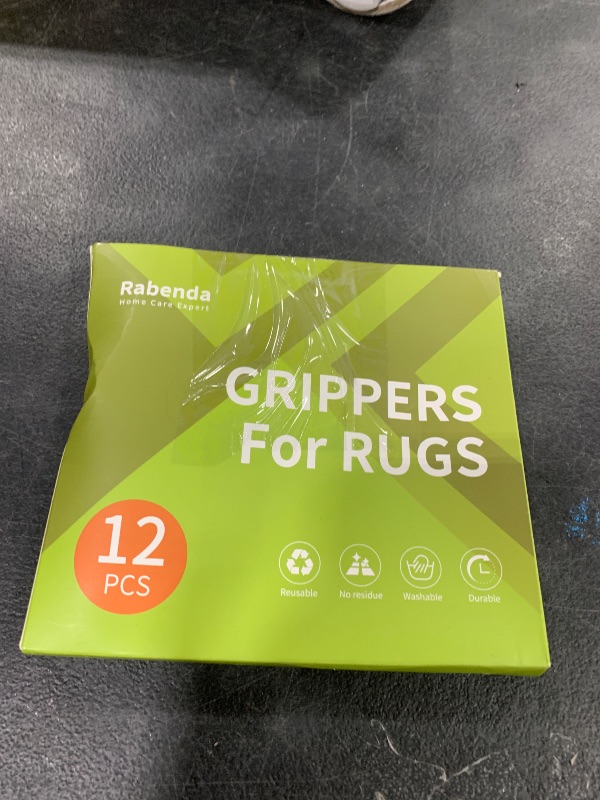 Rabenda
Home Care Expert
GRIPPERS
For RUGS
12
PCS
Reusable
No residue
Washable
Durable